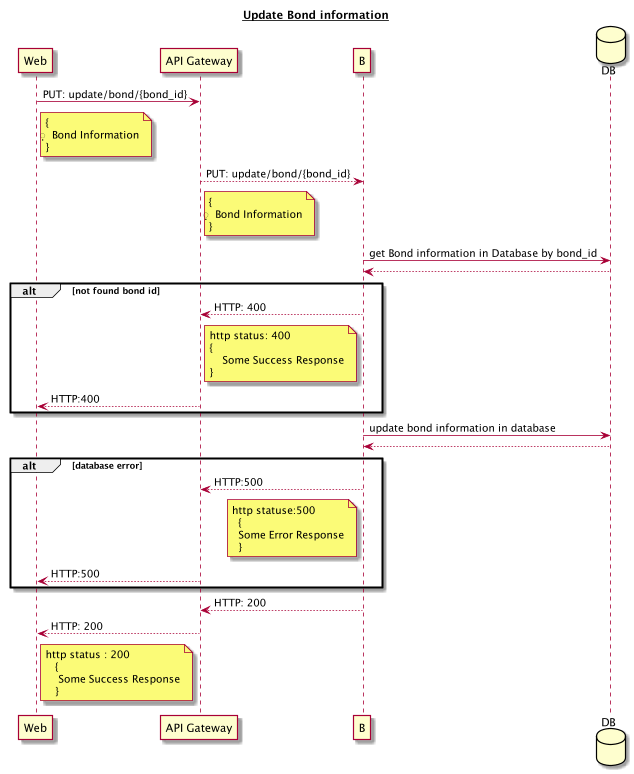 Update Bond information
Web
API Gateway
B
DB
PUT: update/bond/{bond_id}
{
Bond Information
}
PUT: update/bond/{bond_id}
{
Bond Information
}
get Bond information in Database by bond_id
alt [not found bond id]
HTTP: 400
http status: 400
{
Some Success Response
}
HTTP:400
update bond information in database
alt [database error]
HTTP:500
http statuse:500
{
Some Error Response
}
HTTP:500
HTTP: 200
HTTP: 200
http status : 200
{
Some Success Response
}
Web
API Gateway
B
DB